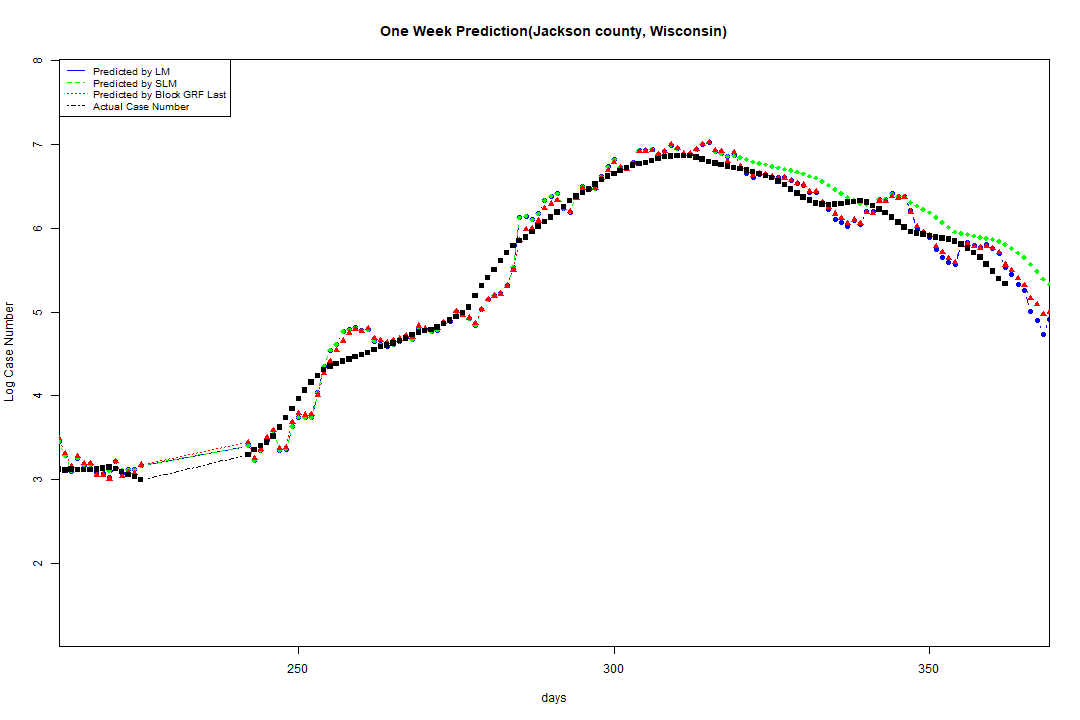 One Week Prediction(Jackson county, Wisconsin)
Predicted by LM
Predicted by SLM
Predicted by Block GRF Last
Actual Case Number
8
7
6
5
4
3
2
Log Case Number
250 300 350
days